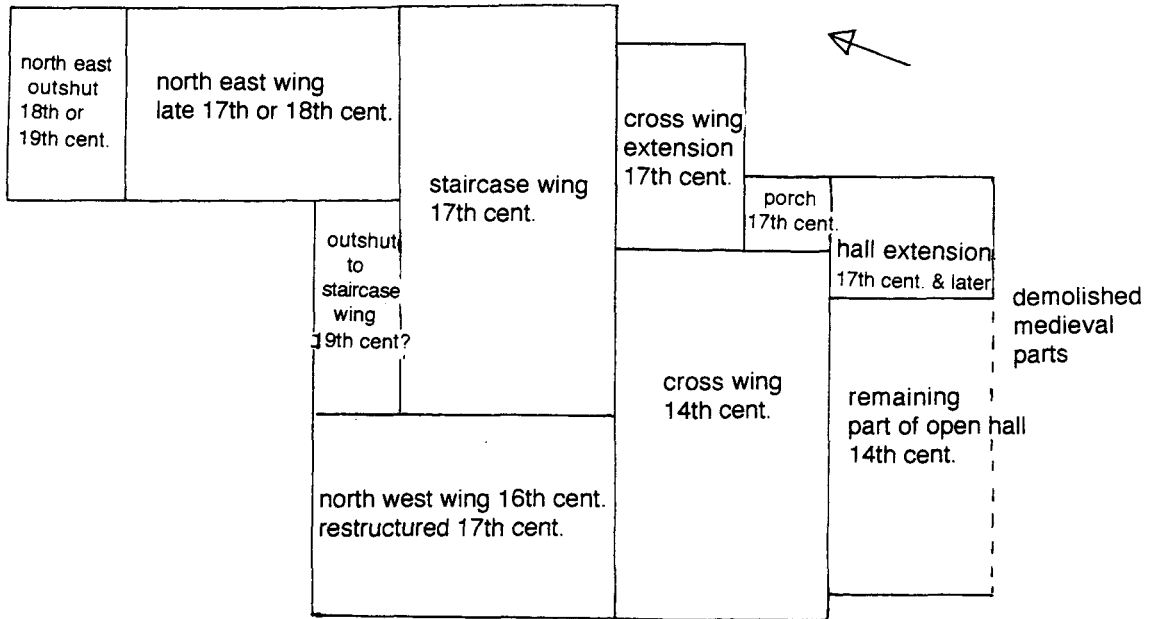 north east
outshut
18th or
19th cent.
north east wing
late 17th or 18th cent.
staircase wing
17th cent.
cross wing
extension
17th cent.
porch
17th cent.
hall extension
17th cent. & later
demolished
medieval
parts
outshut
to
staircase
wing
19th cent?
cross wing
14th cent.
remaining
part of open hall
14th cent.
north west wing 16th cent.
restructured 17th cent.